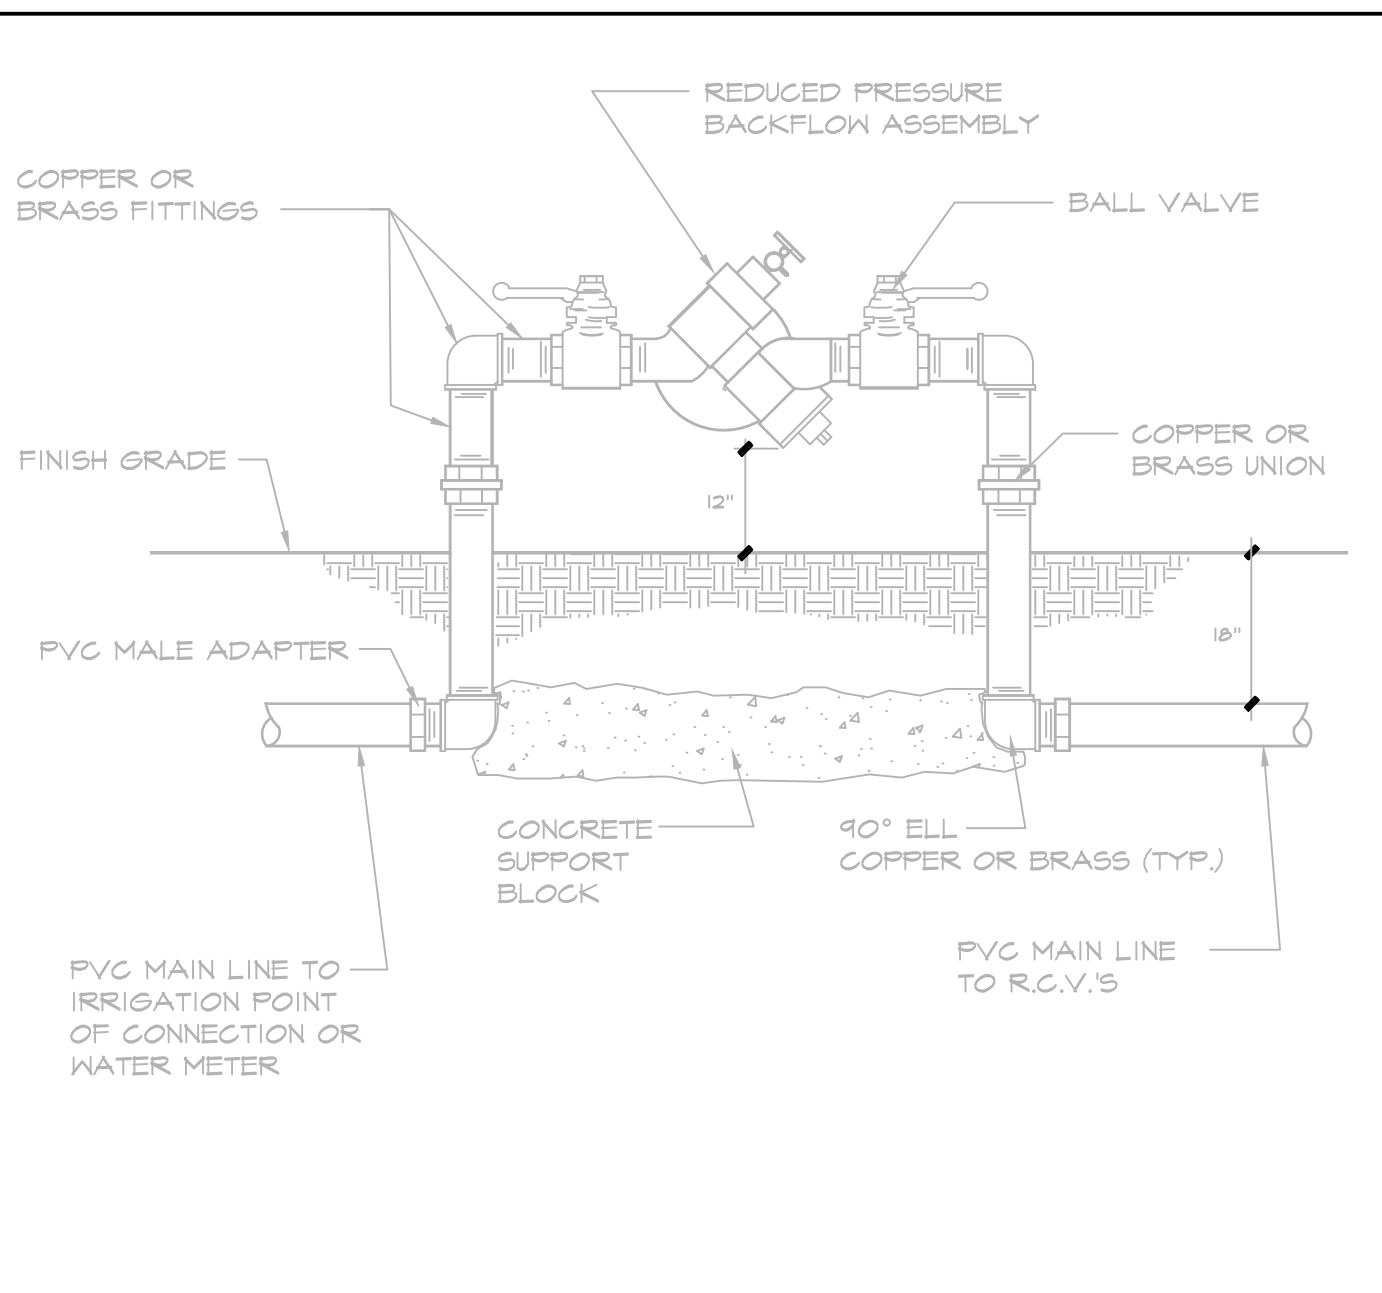 REDUCED PRESSURE
BACKFLOW ASSEMBLY
COPPER OR
BRASS FITTINGS
BALL VALVE
COPPER OR
BRASS UNION
FINISH GRADE
12"
18"
PVC MALE ADAPTER
CONCRETE
SUPPORT
BLOCK
90° ELL
COPPER OR BRASS (TYP.)
PVC MAIN LINE
TO R.C.V.'S
PVC MAIN LINE TO
IRRIGATION POINT
OF CONNECTION OR
WATER METER